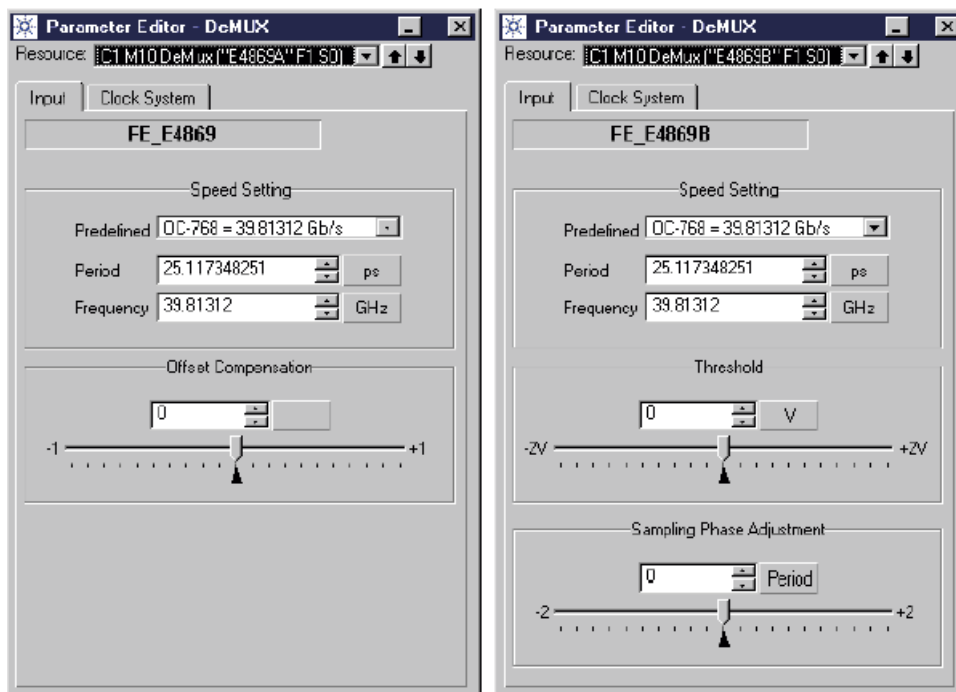 Parameter Editor - DeMUX
Resource: C1 M10 DeMux ("E4869A" F1 S0)
Input
Clock System
FE_E4869
Speed Setting
Predefined OC-768 = 39.81312 Gb/s
Period 25.117348251 ps
Frequency 39.81312 GHz
Offset Compensation
0
-1 +1
Parameter Editor - DeMUX
Resource: C1 M10 DeMux ("E4869B" F1 S0)
Input
Clock System
FE_E4869B
Speed Setting
Predefined OC-768 = 39.81312 Gb/s
Period 25.117348251 ps
Frequency 39.81312 GHz
Threshold
0 V
-2V +2V
Sampling Phase Adjustment
0 Period
-2 +2